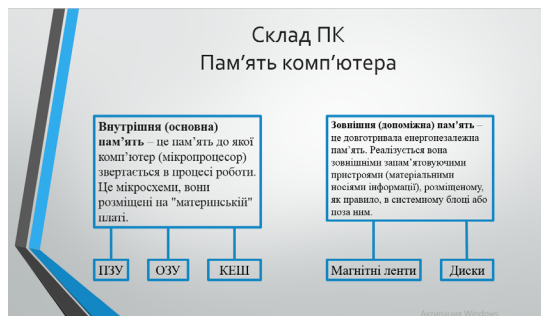 Склад ПК
Пам’ять комп’ютера
Внутрішня (основна)
пам’ять – це пам’ять до якої
комп’ютер (мікропроцесор)
звертається в процесі роботи.
Це мікросхеми, вони
розміщені на "материнській"
платі.
Зовнішня (допоміжна) пам’ять –
це довготривала енергонезалежна
пам’ять. Реалізується вона
зовнішніми запам’ятовуючими
пристроями (матеріальними
носіями інформації), розміщеному,
як правило, в системному блоці або
поза ним.
ПЗУ
ОЗУ
КЕШ
Магнітні ленти
Диски
Активация Windows